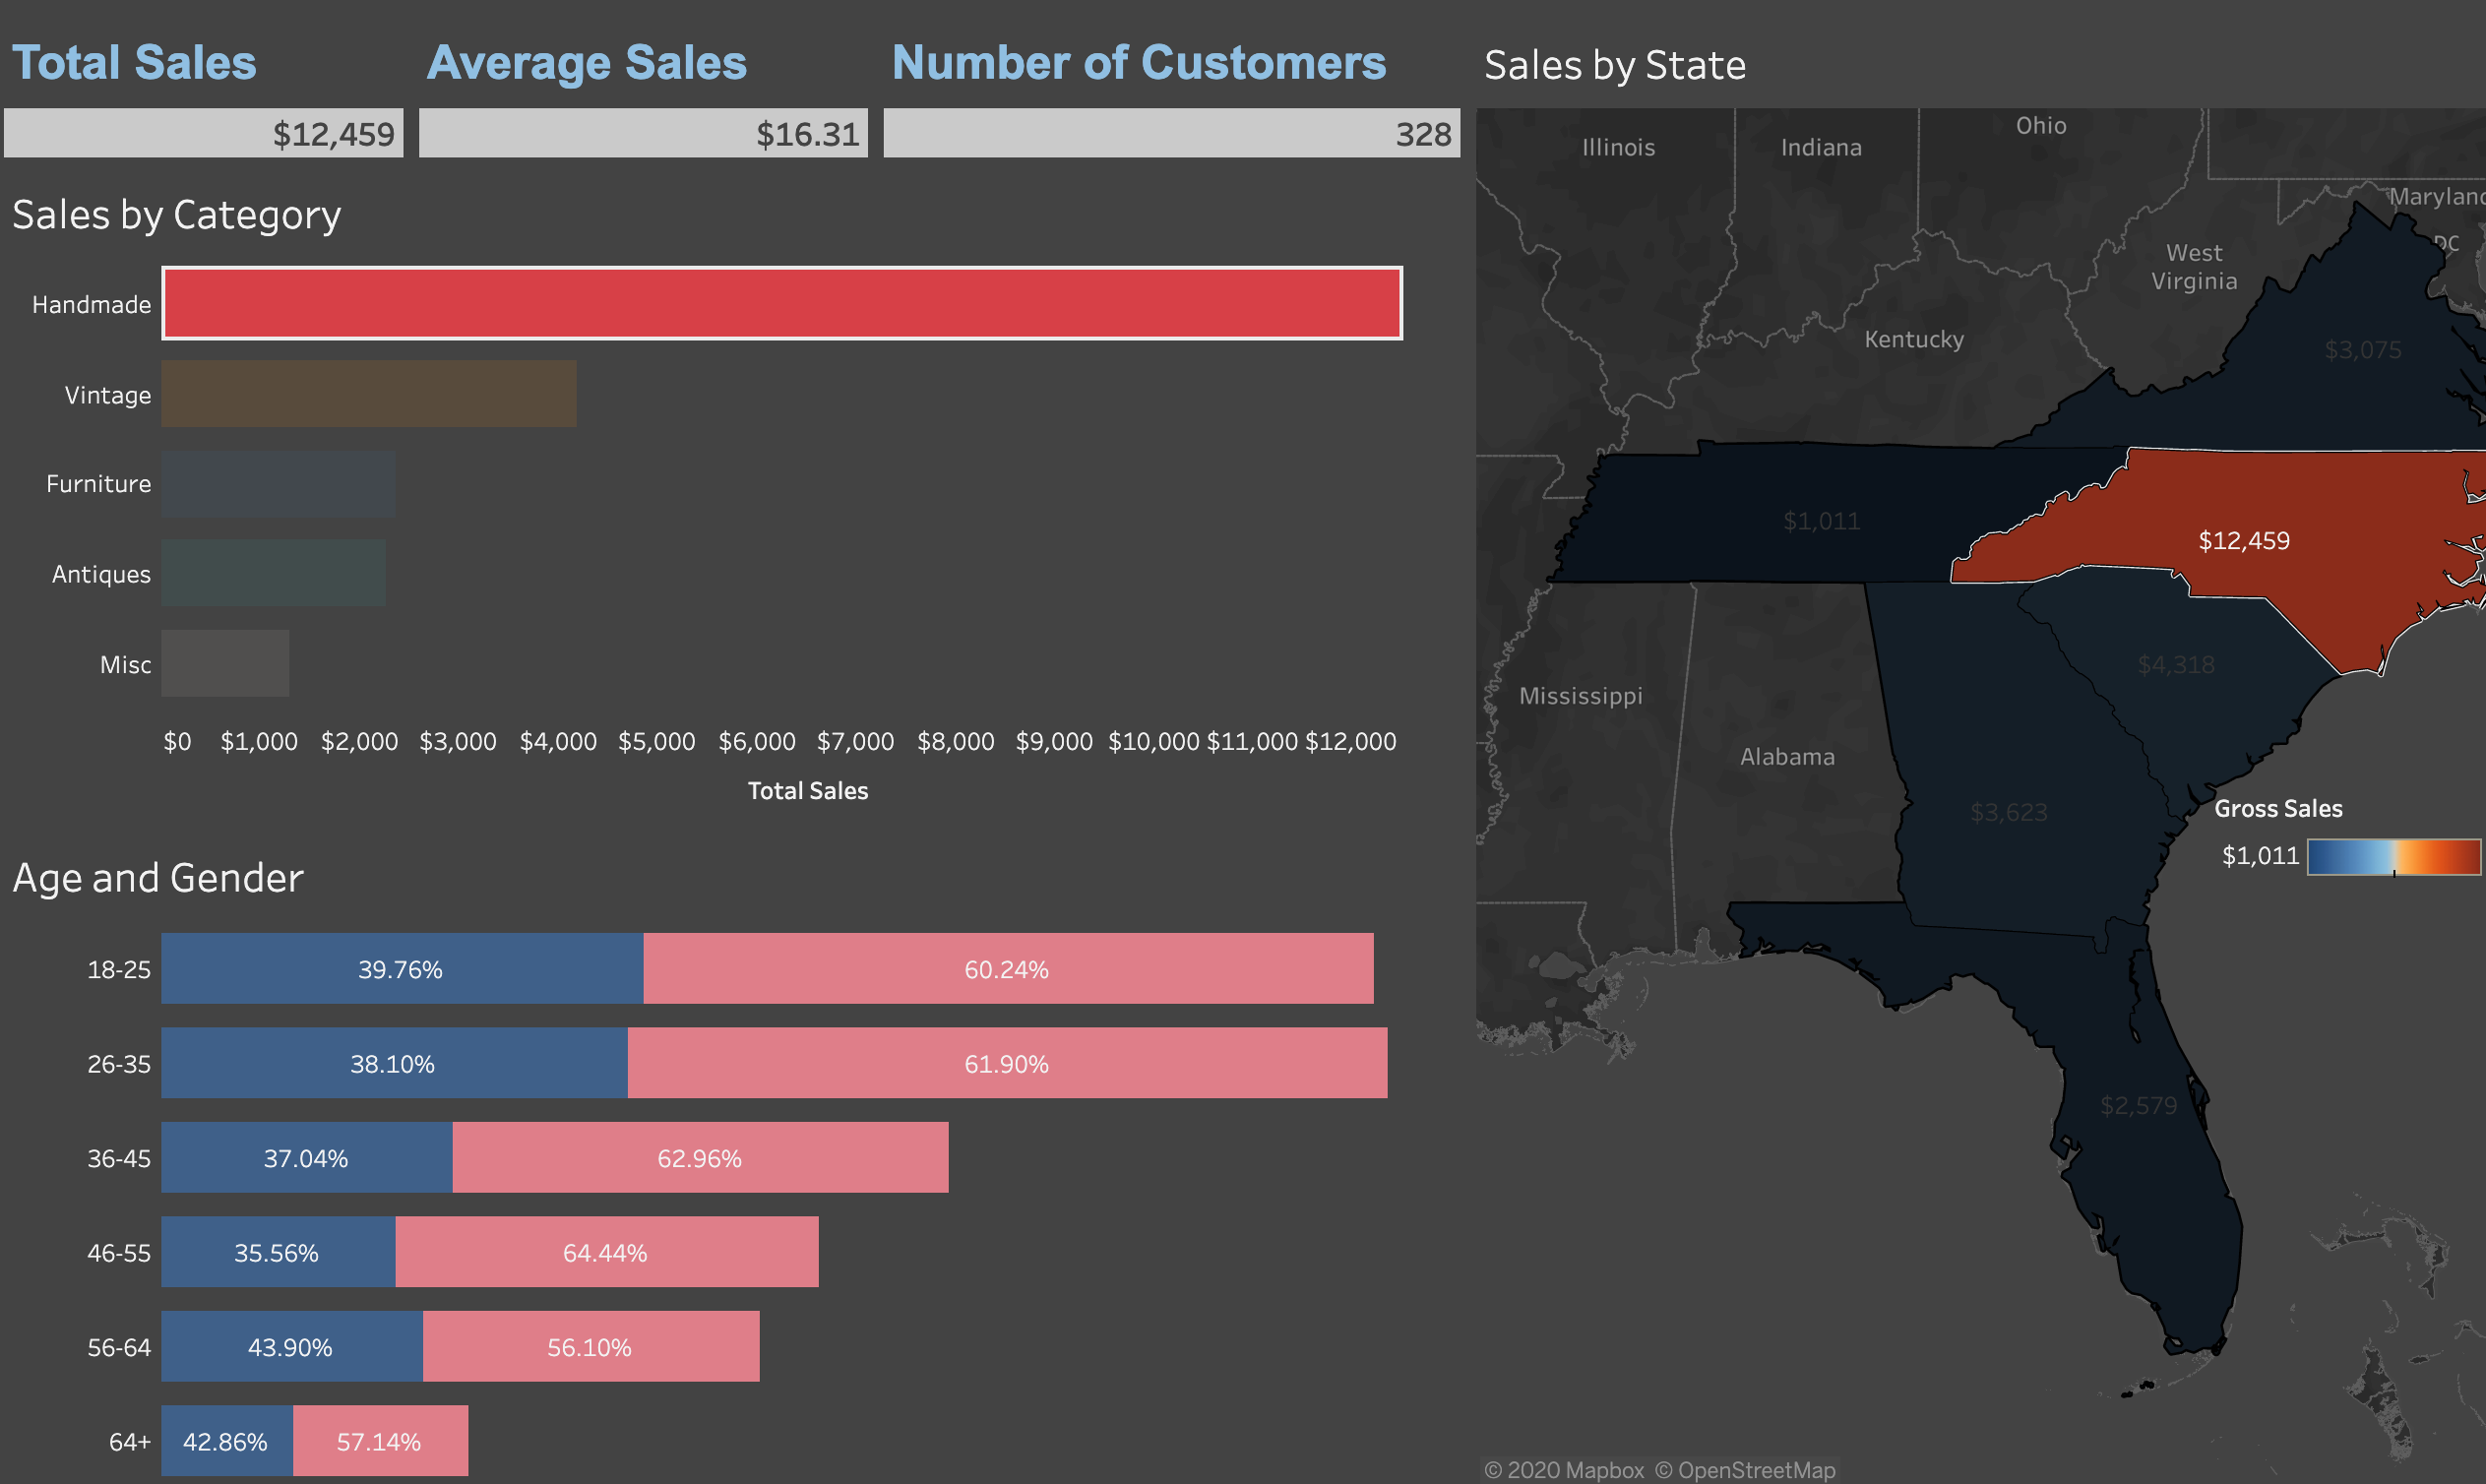 Total Sales
Average Sales
Number of Customers
$12,459
$16.31
328
Sales by Category
Handmade
Vintage
Furniture
Antiques
Misc
$0 $1,000 $2,000 $3,000 $4,000 $5,000 $6,000 $7,000 $8,000 $9,000 $10,000 $11,000 $12,000
Total Sales
Age and Gender
18-25 39.76% 60.24%
26-35 38.10% 61.90%
36-45 37.04% 62.96%
46-55 35.56% 64.44%
56-64 43.90% 56.10%
64+ 42.86% 57.14%
Sales by State
Ohio
Illinois
Indiana
Marylanc
DC
West
Virginia
Kentucky
$3,075
$1,011
$12,459
$4,318
Mississippi
Alabama
$3,623
Gross Sales
$1,011
$2,579
© 2020 Mapbox © OpenStreetMap